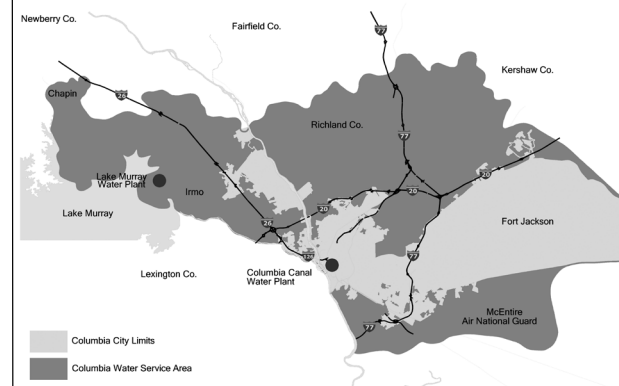 Newberry Co.
Fairfield Co.
77
Kershaw Co.
Chapin
26
Richland Co.
77
Lake Murray
Water Plant
Irmo
20
20
20
Lake Murray
Fort Jackson
26
126
77
Lexington Co.
Columbia Canal
Water Plant
McEntire
Air National Guard
77
Columbia City Limits
Columbia Water Service Area